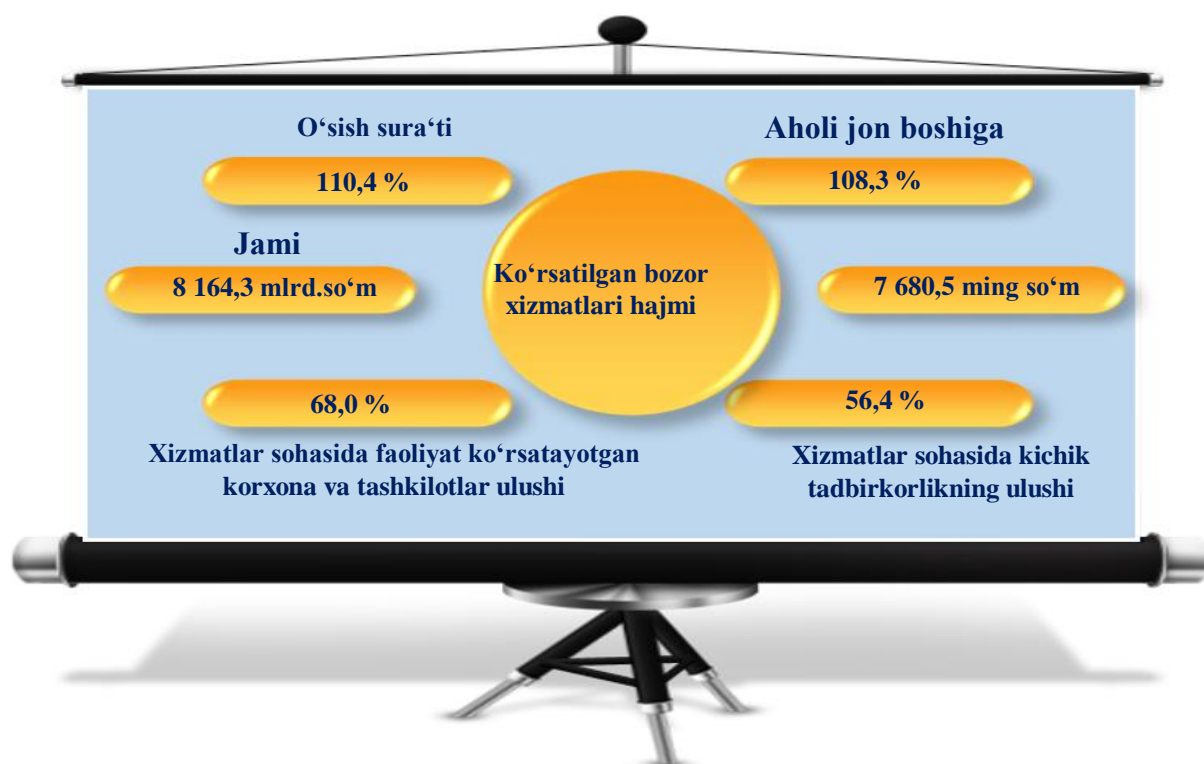 O‘sish sura‘ti
110,4 %
Jami
8 164,3 mlrd.so‘m
68,0 %
Xizmatlar sohasida faoliyat ko‘rsatayotgan
korxona va tashkilotlar ulushi
Ko‘rsatilgan bozor
xizmatlari hajmi
Aholi jon boshiga
108,3 %
7 680,5 ming so‘m
56,4 %
Xizmatlar sohasida kichik
tadbirkorlikning ulushi